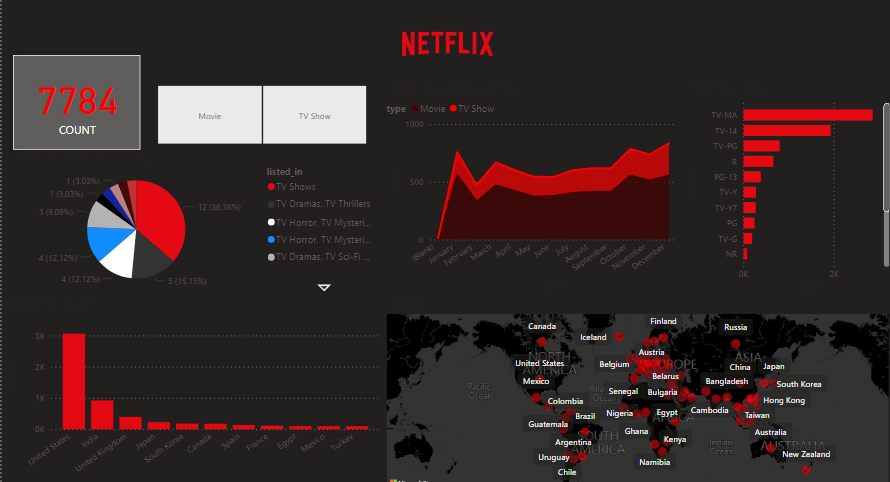 NETFLIX
7784
COUNT
Movie
TV Show
type Movie TV Show
1000
500
0
(Blank)
January
February
March
April
May
June
July
August
September
October
November
December
TV-MA
TV-14
TV-PG
R
PG-13
TV-Y
TV-Y7
PG
TV-G
NR
0K 2K
1 (3.03%)
1 (3.03%)
3 (9.09%)
4 (12.12%)
4 (12.12%)
5 (15.15%)
12 (36.36%)
listed_in
TV Shows
TV Dramas, TV Thrillers
TV Horror, TV Mysteri...
TV Horror, TV Mysteri...
TV Dramas, TV Sci-Fi ...
3K
2K
1K
0K
United States
India
United Kingdom
Japan
South Korea
Canada
Spain
France
Egypt
Mexico
Turkey
Canada
Iceland
Finland
Russia
NORTH
AMERICA
United States
Mexico
Pacific
Ocean
Belgium
Austria
EUROPE
Belarus
Bulgaria
ASIA
China
Japan
Bangladesh
South Korea
Hong Kong
Senegal
Colombia
Brazil
Nigeria
Egypt
Cambodia
Taiwan
Guatemala
Ghana
Kenya
Argentina
SOUTH
AMERICA
Uruguay
Chile
Namibia
Indian
Ocean
Australia
AUSTRALIA
New Zealand